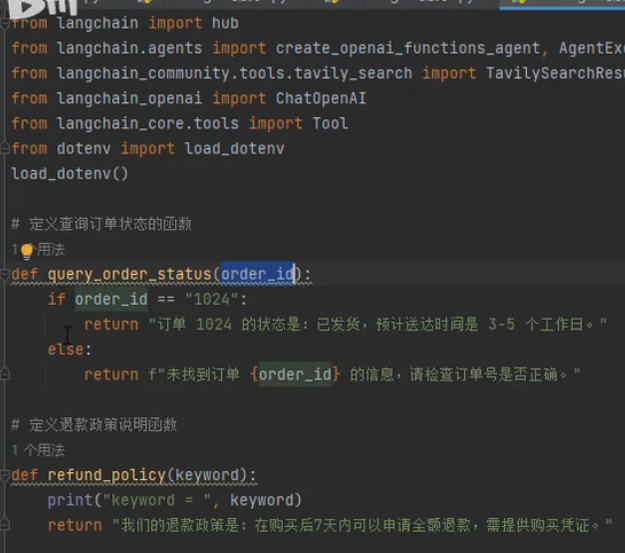 from langchain import hub
from langchain.agents import create_openai_functions_agent, AgentExe
from langchain_community.tools.tavily_search import TavilySearchResu
from langchain_openai import ChatOpenAI
from langchain_core.tools import Tool
from dotenv import load_dotenv
load_dotenv()
# 定义查询订单状态的函数
1个用法
def query_order_status(order_id):
if order_id == "1024":
return "订单 1024 的状态是：已发货，预计送达时间是 3-5 个工作日。"
else:
return f"未找到订单 {order_id} 的信息，请检查订单号是否正确。"
# 定义退款政策说明函数
1 个用法
def refund_policy(keyword):
print("keyword = ", keyword)
return "我们的退款政策是：在购买后7天内可以申请全额退款，需提供购买凭证。"